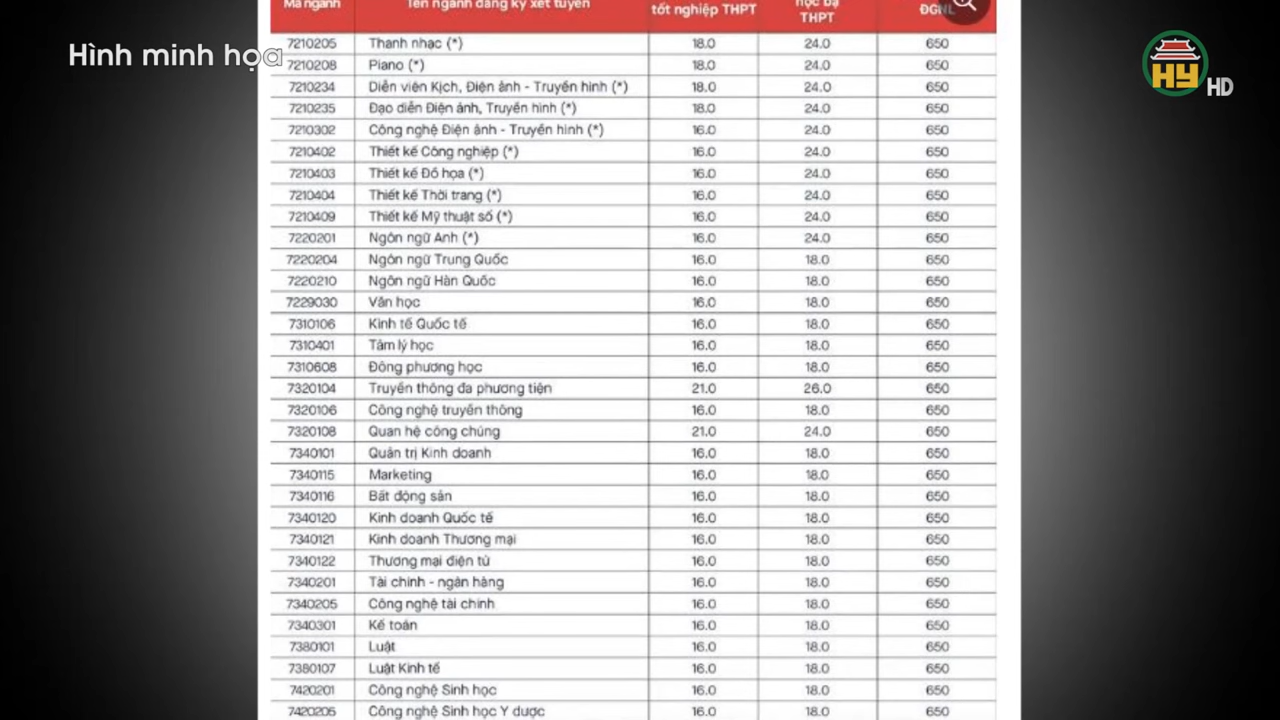 Mã ngành Tên ngành đăng ký xét tuyển tốt nghiệp THPT học bạ THPT
Hình minh họa
HY HD
7210205 Thanh nhạc (*) 18.0 24.0 650
7210208 Piano (*) 18.0 24.0 650
7210234 Diễn viên Kịch, Điện ảnh - Truyền hình (*) 18.0 24.0 650
7210235 Đạo diễn Điện ảnh, Truyền hình (*) 18.0 24.0 650
7210302 Công nghệ Điện ảnh - Truyền hình (*) 16.0 24.0 650
7210402 Thiết kế Công nghiệp (*) 16.0 24.0 650
7210403 Thiết kế Đồ họa (*) 16.0 24.0 650
7210404 Thiết kế Thời trang (*) 16.0 24.0 650
7210409 Thiết kế Mỹ thuật số (*) 16.0 24.0 650
7220201 Ngôn ngữ Anh (*) 16.0 24.0 650
7220204 Ngôn ngữ Trung Quốc 16.0 18.0 650
7220210 Ngôn ngữ Hàn Quốc 16.0 18.0 650
7229030 Văn học 16.0 18.0 650
7310106 Kinh tế Quốc tế 16.0 18.0 650
7310401 Tâm lý học 16.0 18.0 650
7310608 Đông phương học 16.0 18.0 650
7320104 Truyền thông đa phương tiện 21.0 26.0 650
7320106 Công nghệ truyền thông 16.0 18.0 650
7320108 Quan hệ công chúng 21.0 24.0 650
7340101 Quản trị Kinh doanh 16.0 18.0 650
7340115 Marketing 16.0 18.0 650
7340116 Bất động sản 16.0 18.0 650
7340120 Kinh doanh Quốc tế 16.0 18.0 650
7340121 Kinh doanh Thương mại 16.0 18.0 650
7340122 Thương mại điện tử 16.0 18.0 650
7340201 Tài chính - ngân hàng 16.0 18.0 650
7340205 Công nghệ tài chính 16.0 18.0 650
7340301 Kế toán 16.0 18.0 650
7380101 Luật 16.0 18.0 650
7380107 Luật Kinh tế 16.0 18.0 650
7420201 Công nghệ Sinh học 16.0 18.0 650
7420205 Công nghệ Sinh học Y dược 16.0 18.0 650